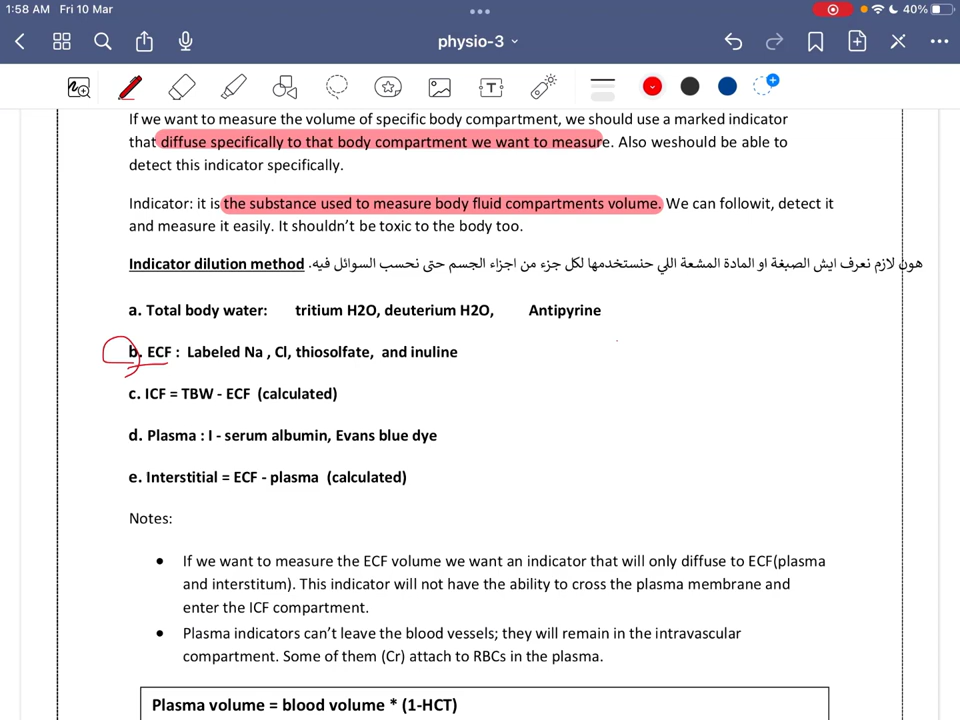 1:58 AM Fri 10 Mar
40%
physio-3
If we want to measure the volume of specific body compartment, we should use a marked indicator
that diffuse specifically to that body compartment we want to measure. Also weshould be able to
detect this indicator specifically.
Indicator: it is the substance used to measure body fluid compartments volume. We can followit, detect it
and measure it easily. It shouldn't be toxic to the body too.
Indicator dilution method هون لازم نعرف ايش الصبغة او المادة المشعة اللي حنستخدمها لكل جزء من اجزاء الجسم حتى نحسب السوائل فيه.
a. Total body water: tritium H2O, deuterium H2O, Antipyrine
b. ECF : Labeled Na , Cl, thiosolfate, and inuline
c. ICF = TBW - ECF (calculated)
d. Plasma : I - serum albumin, Evans blue dye
e. Interstitial = ECF - plasma (calculated)
Notes:
• If we want to measure the ECF volume we want an indicator that will only diffuse to ECF(plasma
and interstitum). This indicator will not have the ability to cross the plasma membrane and
enter the ICF compartment.
• Plasma indicators can't leave the blood vessels; they will remain in the intravascular
compartment. Some of them (Cr) attach to RBCs in the plasma.
Plasma volume = blood volume * (1-HCT)